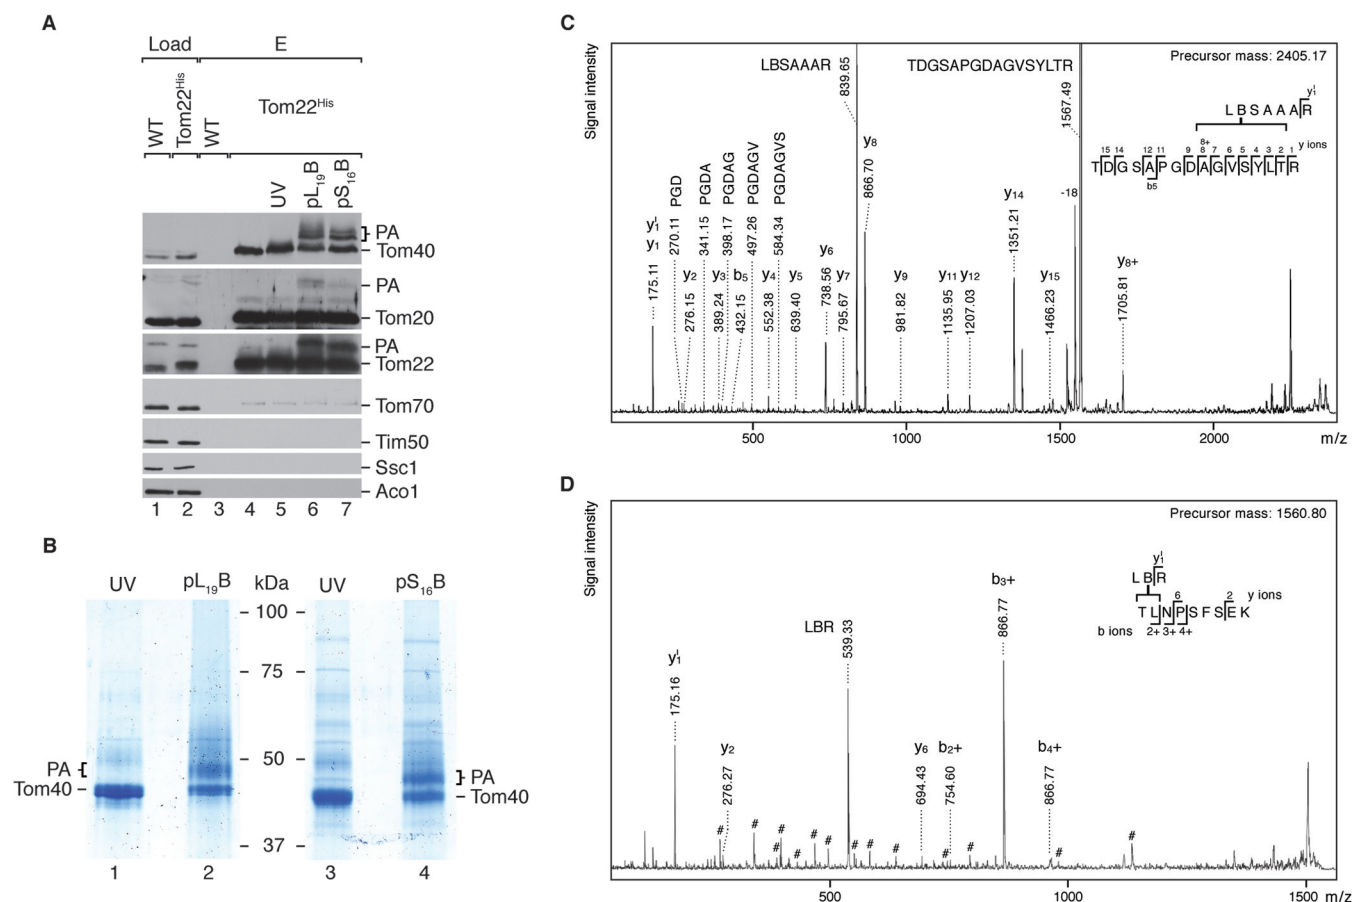 A
Load E
WT
Tom22His
WT
Tom22His
UV
pL19B
pS16B
PA
Tom40
PA
Tom20
PA
Tom22
Tom70
Tim50
Ssc1
Aco1
1 2 3 4 5 6 7
B
UV pL19B kDa UV pS16B
100
75
50
37
PA
Tom40
PA
Tom40
1 2 3 4
C
Signal intensity
Precursor mass: 2405.17
LBSAAAR
839.65
TDGSAPGDAGVSYLTR
1567.49
-18
yI1
y1
175.11
270.11 PGD
y2
276.15
341.15 PGDA
y3
389.24
398.17 PGDAG
b5
432.15
497.26 PGDAGV
y4
552.38
584.34 PGDAGVS
y5
639.40
y6
738.56
y7
795.67
y8
866.70
y9
981.82
y11
1135.95
y12
1207.03
y14
1351.21
y15
1466.23
y8+
1705.81
yI1
L B S A A A R
8+
15 14 12 11 9 8 7 6 5 4 3 2 1 y ions
T D G S A P G D A G V S Y L T R
b5
500 1000 1500 2000 m/z
D
Signal intensity
Precursor mass: 1560.80
yI1
175.16
y2
276.27
LBR
539.33
y6
694.43
b2+
754.60
b3+
866.77
b4+
866.77
# # # # # # # # # # # # #
yI1
L B R
6 2 y ions
T L N P S F S E K
b ions 2+ 3+ 4+
500 1000 1500 m/z